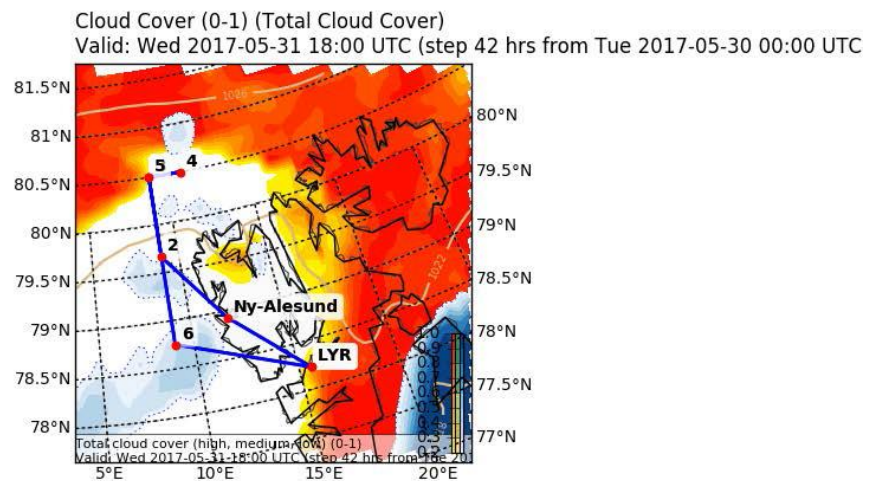 Cloud Cover (0-1) (Total Cloud Cover)
Valid: Wed 2017-05-31 18:00 UTC (step 42 hrs from Tue 2017-05-30 00:00 UTC
81.5°N
81°N
80.5°N
80°N
79.5°N
79°N
78.5°N
78°N
80°N
79.5°N
79°N
78.5°N
78°N
77.5°N
77°N
1026
1022
5
4
2
Ny-Alesund
6
LYR
1.0
Total cloud cover (high, medium, low) (0-1)
Valid: Wed 2017-05-31 18:00 UTC (step 42 hrs from Tue 20
5°E
10°E
15°E
20°E